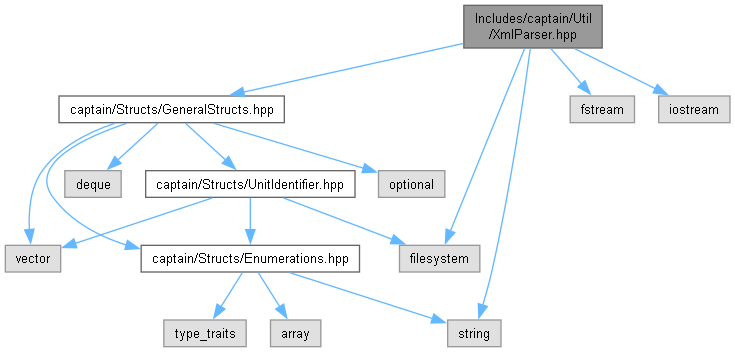 Includes/captain/Util
/XmlParser.hpp
captain/Structs/GeneralStructs.hpp
fstream
iostream
deque
captain/Structs/UnitIdentifier.hpp
optional
vector
captain/Structs/Enumerations.hpp
filesystem
type_traits
array
string